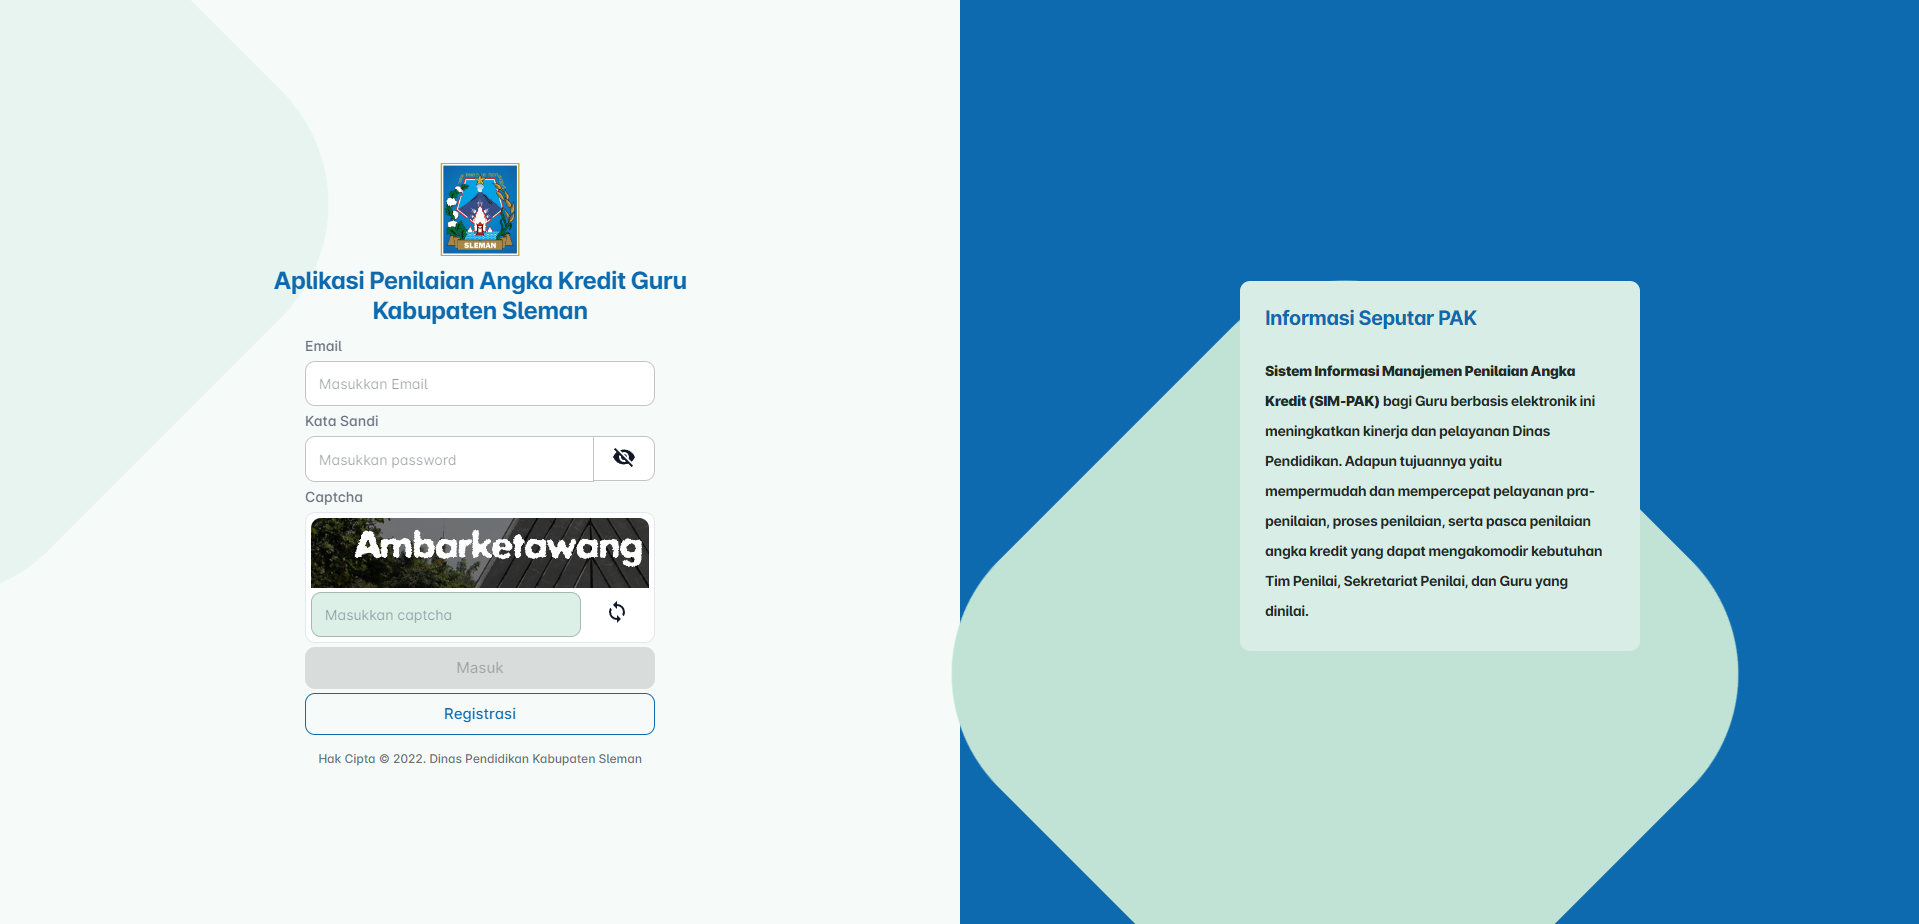 SLEMAN
Aplikasi Penilaian Angka Kredit Guru
Kabupaten Sleman
Email
Masukkan Email
Kata Sandi
Masukkan password
Captcha
Ambarketawang
Masukkan captcha
Masuk
Registrasi
Hak Cipta © 2022. Dinas Pendidikan Kabupaten Sleman
Informasi Seputar PAK
Sistem Informasi Manajemen Penilaian Angka
Kredit (SIM-PAK) bagi Guru berbasis elektronik ini
meningkatkan kinerja dan pelayanan Dinas
Pendidikan. Adapun tujuannya yaitu
mempermudah dan mempercepat pelayanan pra-
penilaian, proses penilaian, serta pasca penilaian
angka kredit yang dapat mengakomodir kebutuhan
Tim Penilai, Sekretariat Penilai, dan Guru yang
dinilai.